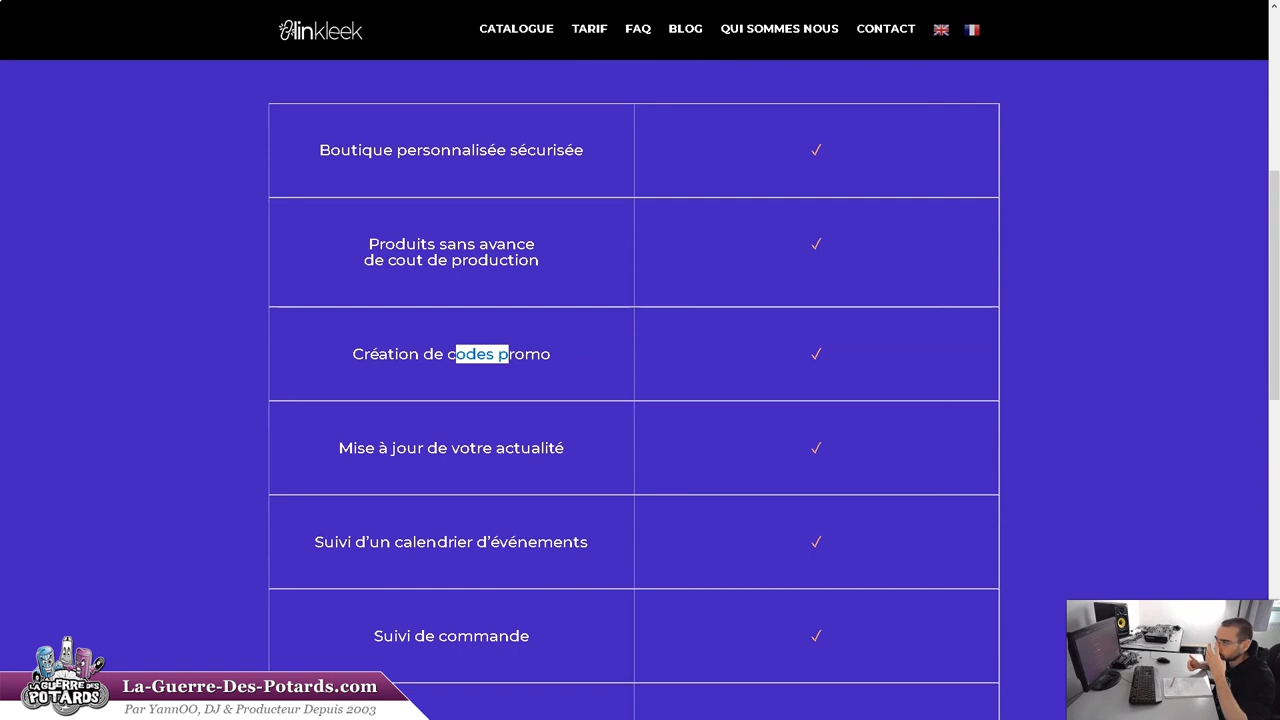 linkleek
CATALOGUE TARIF FAQ BLOG QUI SOMMES NOUS CONTACT
Boutique personnalisée sécurisée ✓
Produits sans avance ✓
de cout de production
Création de codes promo ✓
Mise à jour de votre actualité ✓
Suivi d’un calendrier d’événements ✓
Suivi de commande ✓
LA GUERRE DES
POTARDS
La-Guerre-Des-Potards.com
Par YannOO, DJ & Producteur Depuis 2003